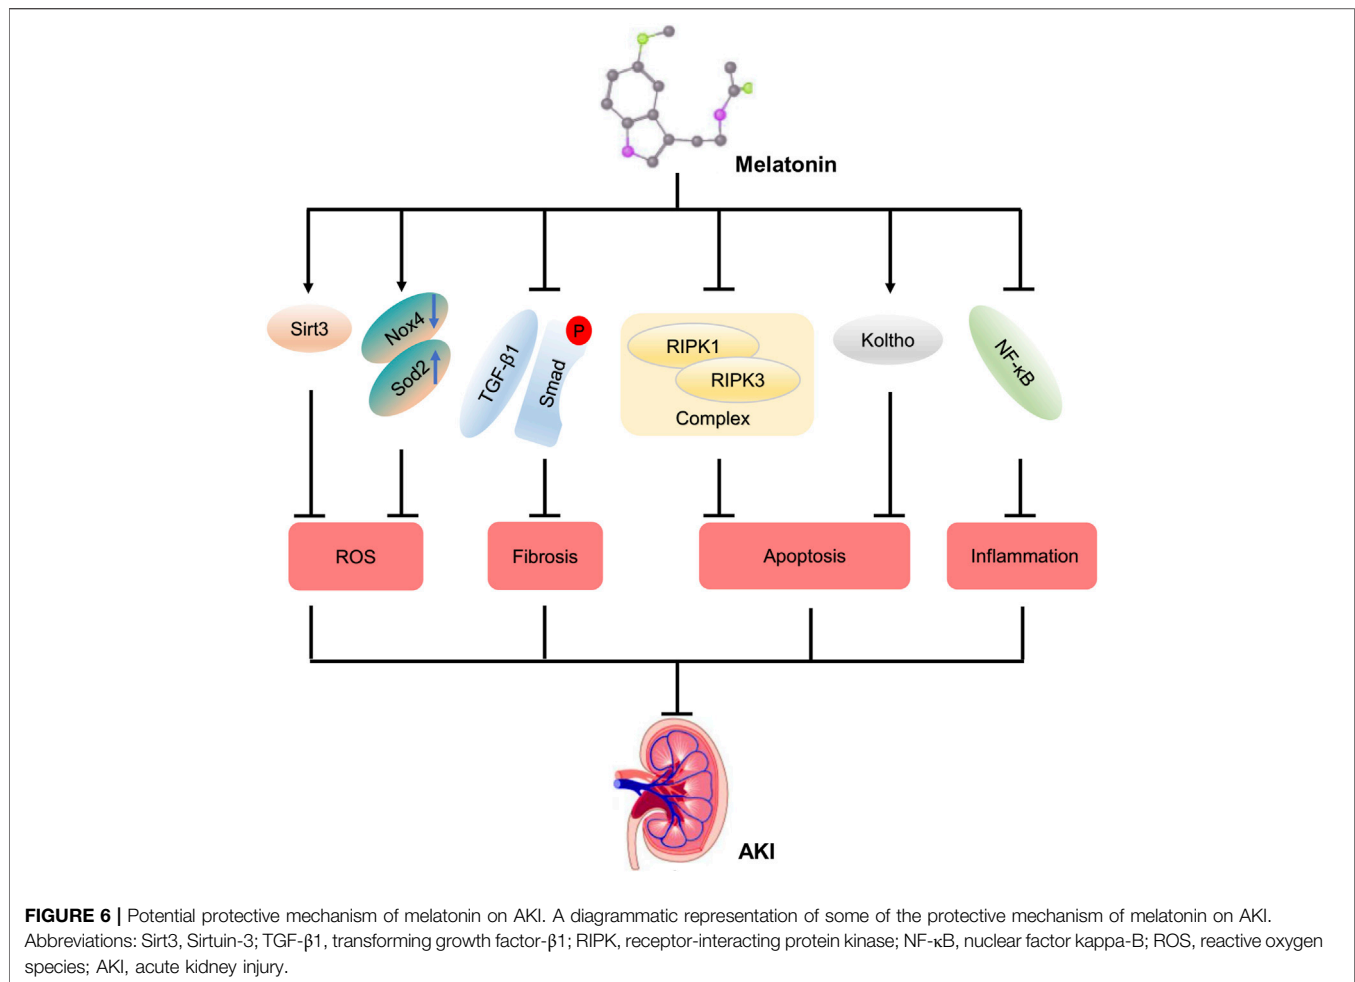 Melatonin
Sirt3
Nox4
Sod2
TGF-β1
Smad
P
RIPK1
RIPK3
Complex
Koltho
NF-κB
ROS
Fibrosis
Apoptosis
Inflammation
AKI
FIGURE 6 | Potential protective mechanism of melatonin on AKI. A diagrammatic representation of some of the protective mechanism of melatonin on AKI.
Abbreviations: Sirt3, Sirtuin-3; TGF-β1, transforming growth factor-β1; RIPK, receptor-interacting protein kinase; NF-κB, nuclear factor kappa-B; ROS, reactive oxygen
species; AKI, acute kidney injury.